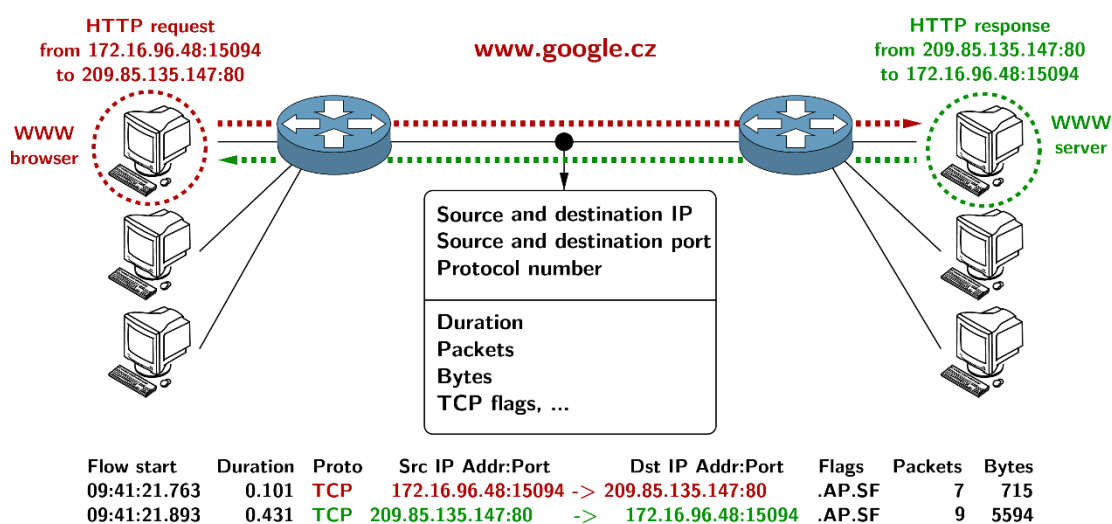 HTTP request
from 172.16.96.48:15094
to 209.85.135.147:80
www.google.cz
HTTP response
from 209.85.135.147:80
to 172.16.96.48:15094
WWW
browser
WWW
server
Source and destination IP
Source and destination port
Protocol number
Duration
Packets
Bytes
TCP flags, ...
Flow start Duration Proto Src IP Addr:Port Dst IP Addr:Port Flags Packets Bytes
09:41:21.763 0.101 TCP 172.16.96.48:15094 -> 209.85.135.147:80 .AP.SF 7 715
09:41:21.893 0.431 TCP 209.85.135.147:80 -> 172.16.96.48:15094 .AP.SF 9 5594